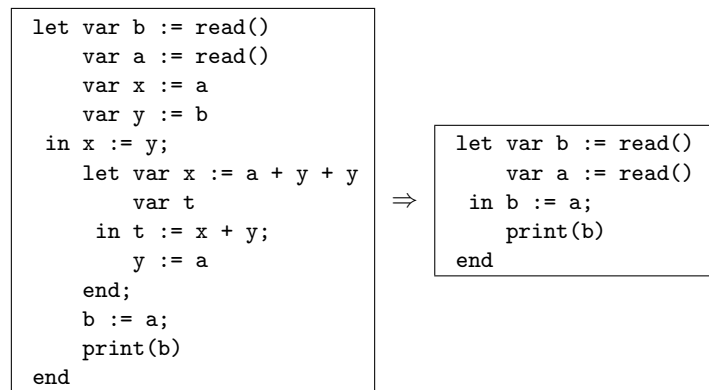 let var b := read()
    var a := read()
    var x := a
    var y := b
 in x := y;
    let var x := a + y + y
        var t
     in t := x + y;
        y := a
    end;
    b := a;
    print(b)
end
⇒
let var b := read()
    var a := read()
 in b := a;
    print(b)
end